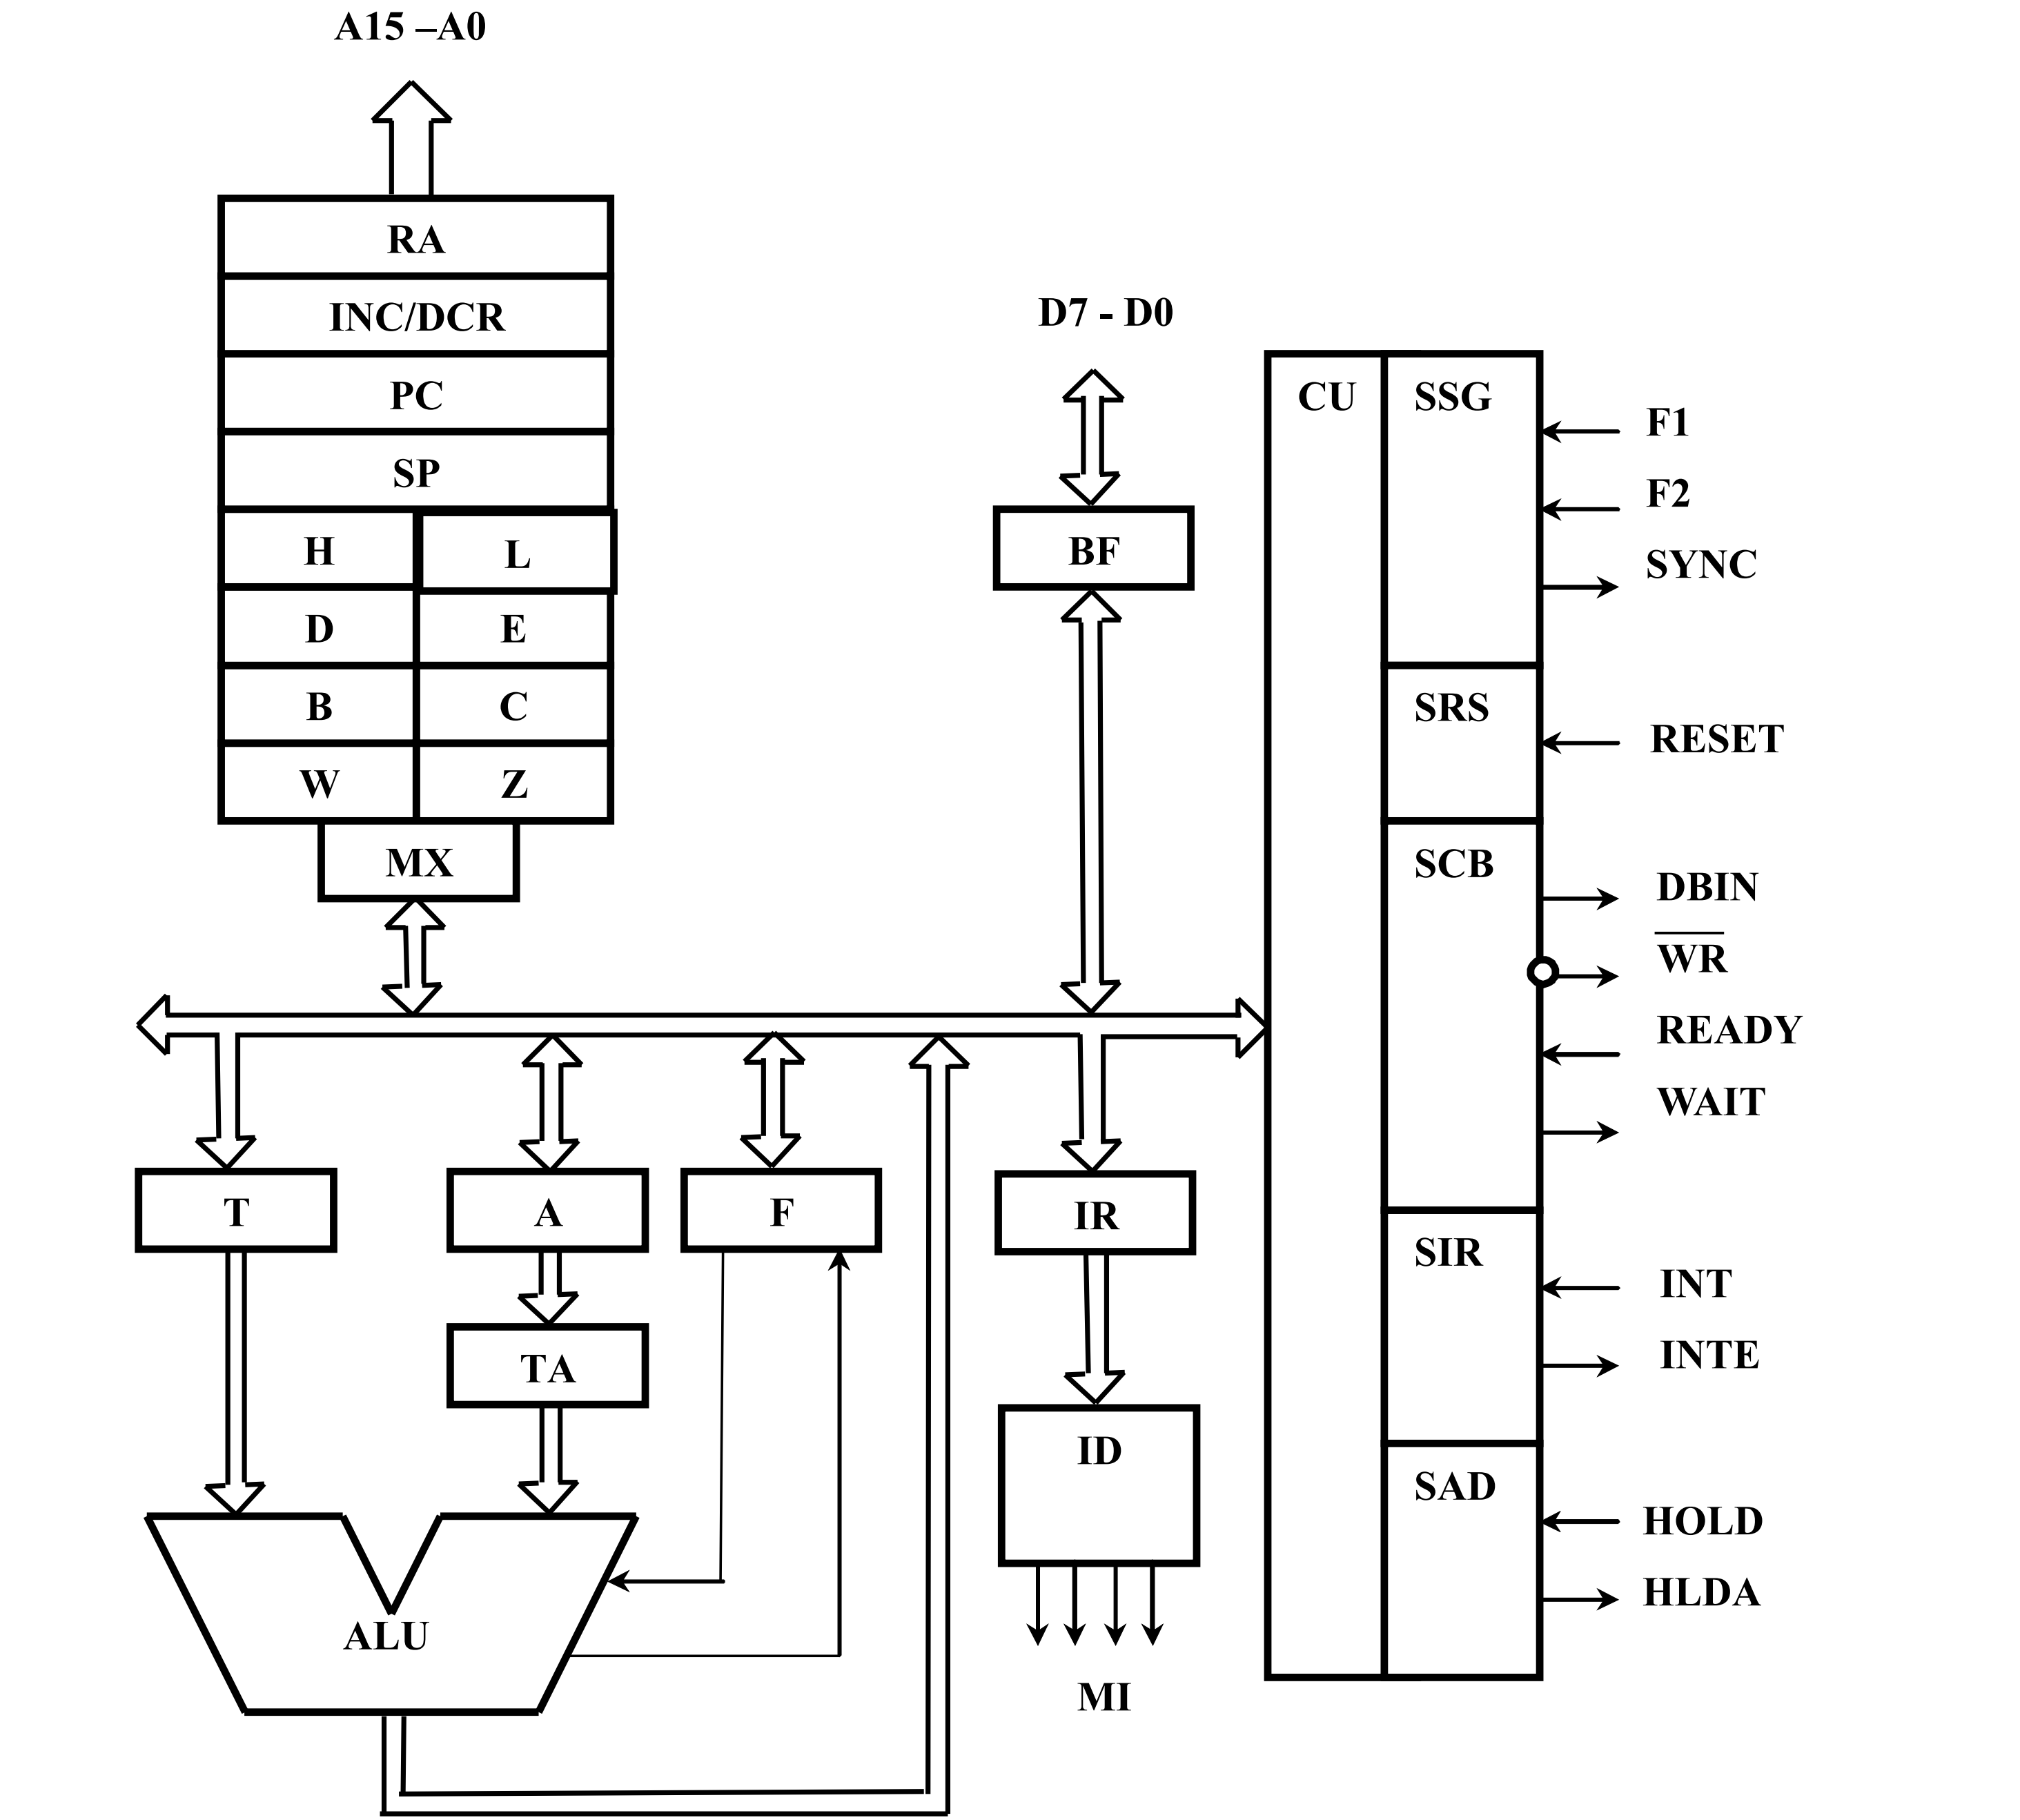 A15 –A0
RA
INC/DCR
PC
SP
H
L
D
E
B
C
W
Z
MX
D7 - D0
BF
T
A
F
IR
TA
ID
ALU
MI
CU
SSG
SRS
SCB
SIR
SAD
F1
F2
SYNC
RESET
DBIN
W̅R̅
READY
WAIT
INT
INTE
HOLD
HLDA